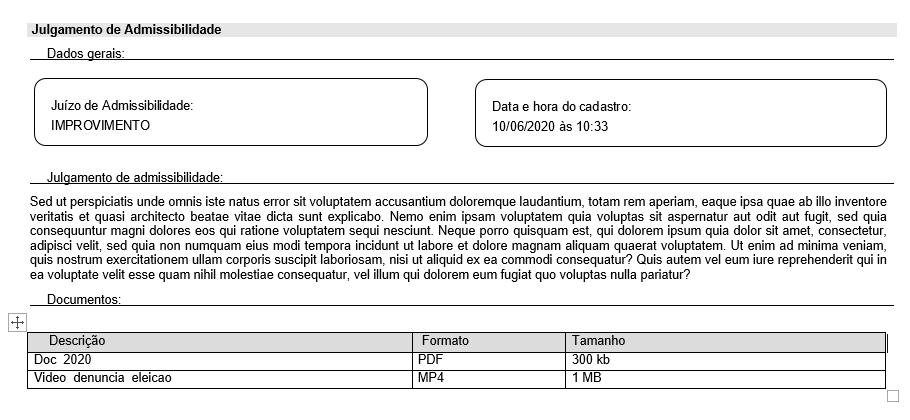 Julgamento de Admissibilidade
Dados gerais:
Juízo de Admissibilidade:
IMPROVIMENTO
Data e hora do cadastro:
10/06/2020 às 10:33
Julgamento de admissibilidade:
Sed ut perspiciatis unde omnis iste natus error sit voluptatem accusantium doloremque laudantium, totam rem aperiam, eaque ipsa quae ab illo inventore
veritatis et quasi architecto beatae vitae dicta sunt explicabo. Nemo enim ipsam voluptatem quia voluptas sit aspernatur aut odit aut fugit, sed quia
consequuntur magni dolores eos qui ratione voluptatem sequi nesciunt. Neque porro quisquam est, qui dolorem ipsum quia dolor sit amet, consectetur,
adipisci velit, sed quia non numquam eius modi tempora incidunt ut labore et dolore magnam aliquam quaerat voluptatem. Ut enim ad minima veniam,
quis nostrum exercitationem ullam corporis suscipit laboriosam, nisi ut aliquid ex ea commodi consequatur? Quis autem vel eum iure reprehenderit qui in
ea voluptate velit esse quam nihil molestiae consequatur, vel illum qui dolorem eum fugiat quo voluptas nulla pariatur?
Documentos:
Descrição Formato Tamanho
Doc 2020 PDF 300 kb
Video denuncia eleicao MP4 1 MB